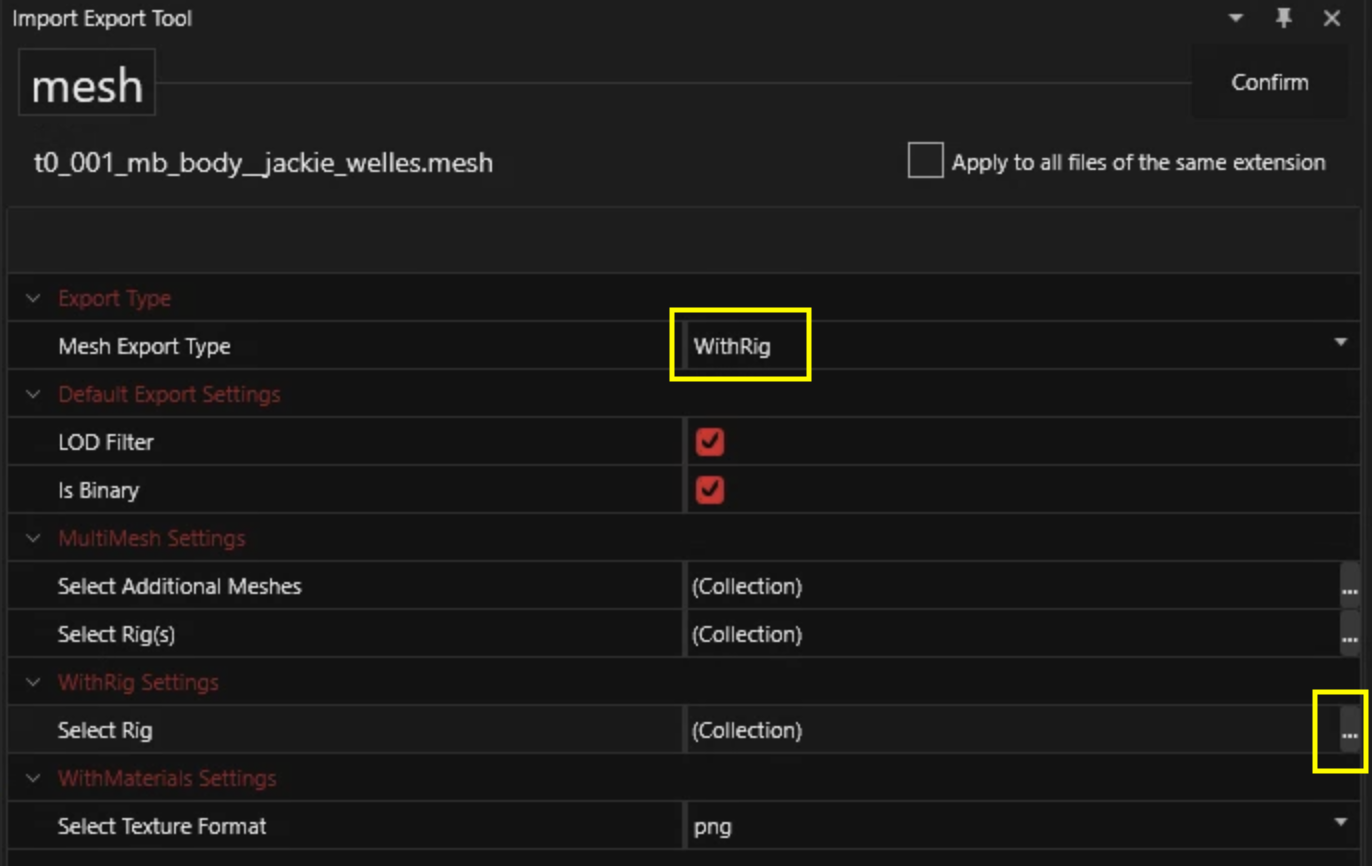 Import Export Tool
mesh
Confirm
t0_001_mb_body__jackie_welles.mesh
Apply to all files of the same extension
Export Type
Mesh Export Type WithRig
Default Export Settings
LOD Filter
Is Binary
MultiMesh Settings
Select Additional Meshes (Collection) ...
Select Rig(s) (Collection) ...
WithRig Settings
Select Rig (Collection) ...
WithMaterials Settings
Select Texture Format png